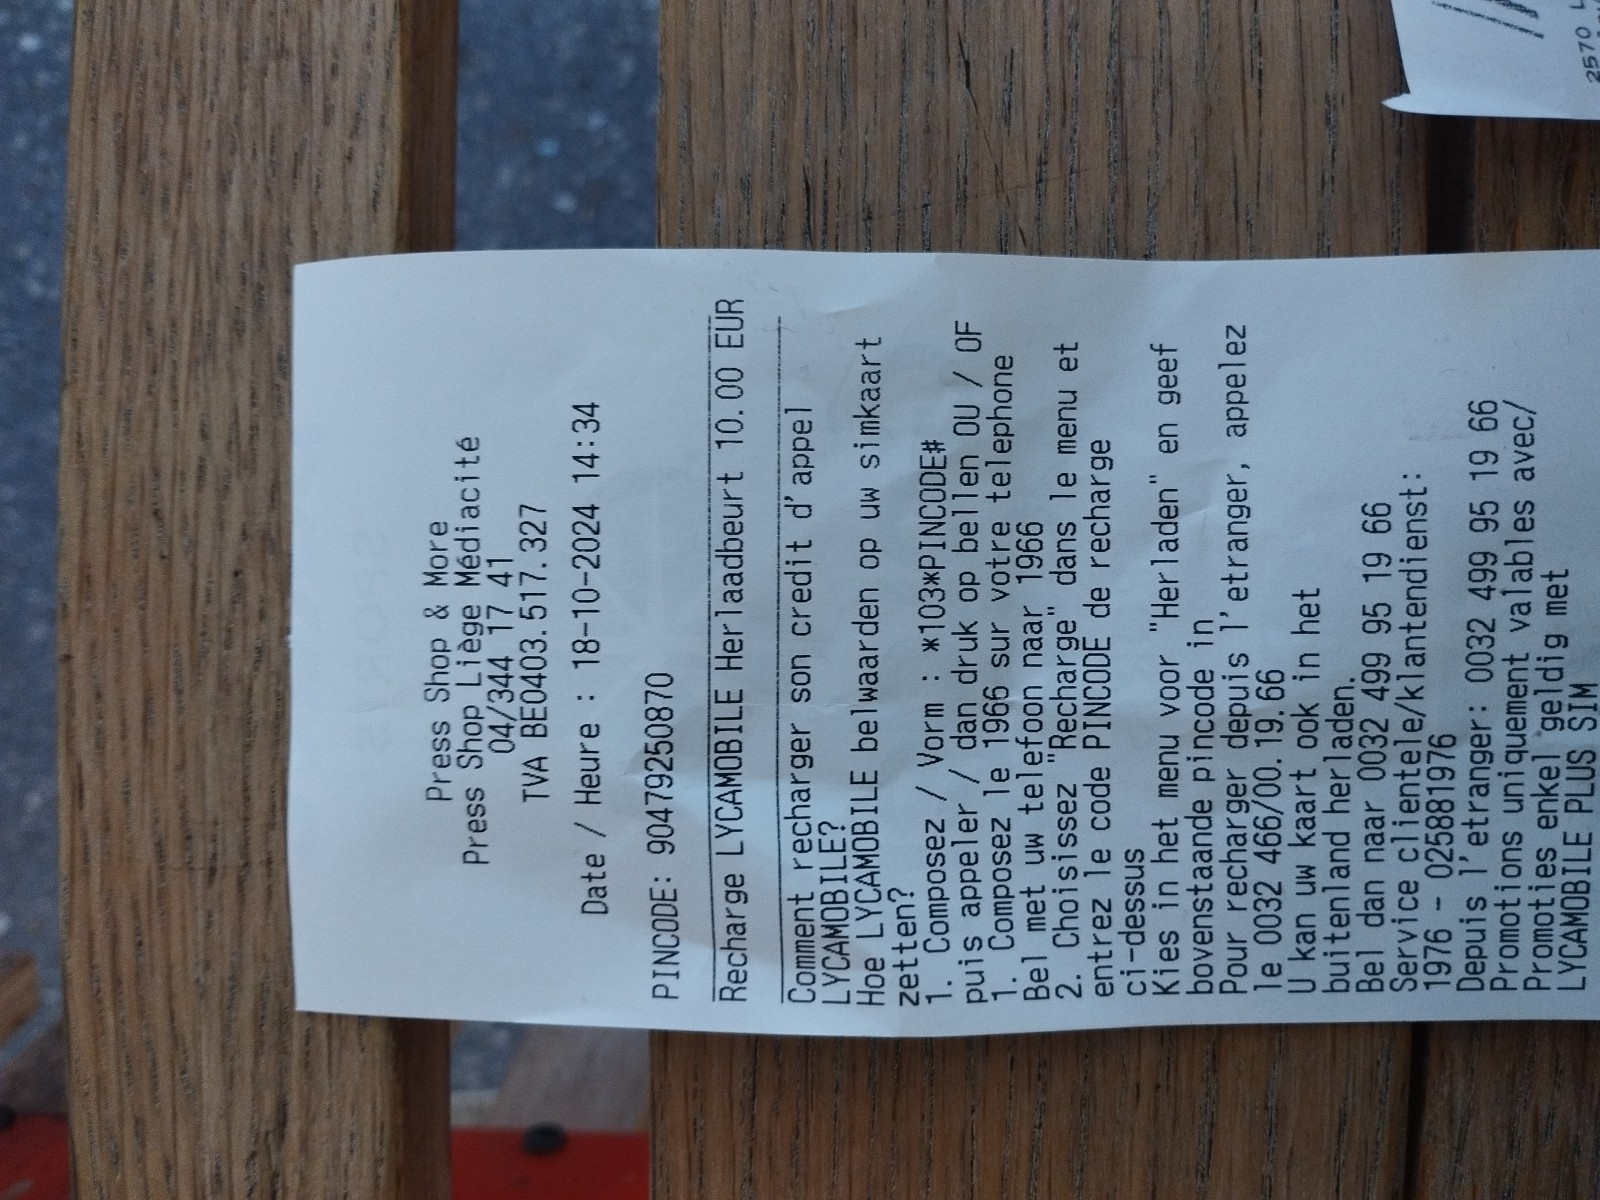 Press Shop & More
Press Shop Liège Médiacité
04/344 17 41
TVA BE0403.517.327
Date / Heure : 18-10-2024 14:34
PINCODE: 9047925087​0
Recharge LYCAMOBILE Herlaadbeurt 10.00 EUR
Comment recharger son credit d'appel
LYCAMOBILE?
Hoe LYCAMOBILE belwaarden op uw simkaart
zetten?
1. Composez / Vorm : *103*PINCODE#
puis appeler / dan druk op bellen OU / OF
1. Composez le 1966 sur votre telephone
Bel met uw telefoon naar 1966
2. Choisissez "Recharge" dans le menu et
entrez le code PINCODE de recharge
ci-dessus
Kies in het menu voor "Herladen" en geef
bovenstaande pincode in
Pour recharger depuis l'etranger, appelez
le 0032 466/00.19.66
U kan uw kaart ook in het
buitenland herladen.
Bel dan naar 0032 499 95 19 66
Service clientele/klantendienst:
1976 - 025881976
Depuis l'etranger: 0032 499 95 19 66
Promotions uniquement valables avec/
Promoties enkel geldig met
LYCAMOBILE PLUS SIM
2570